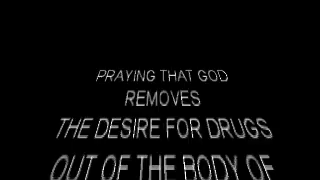 PRAYING THAT GOD
REMOVES
THE DESIRE FOR DRUGS
OUT OF THE BODY OF